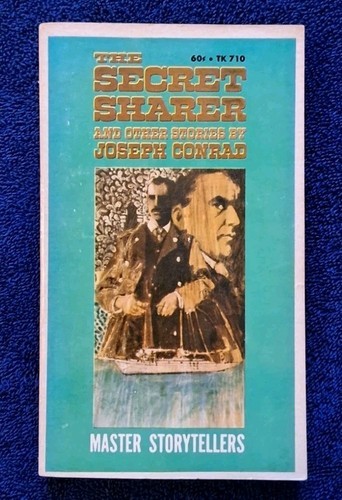 60¢ • TK 710
THE
SECRET
SHARER
AND OTHER STORIES BY
JOSEPH CONRAD
MASTER STORYTELLERS